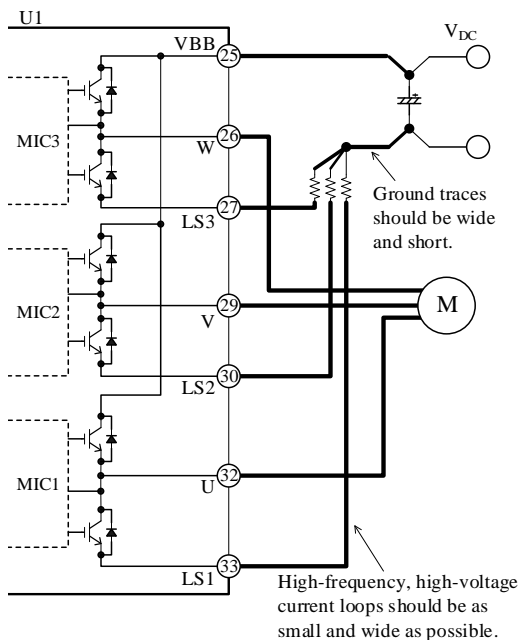 U1
VBB
25
V_DC
MIC3
26
W
27
LS3
Ground traces
should be wide
and short.
MIC2
29
V
M
30
LS2
MIC1
32
U
33
LS1
High-frequency, high-voltage
current loops should be as
small and wide as possible.